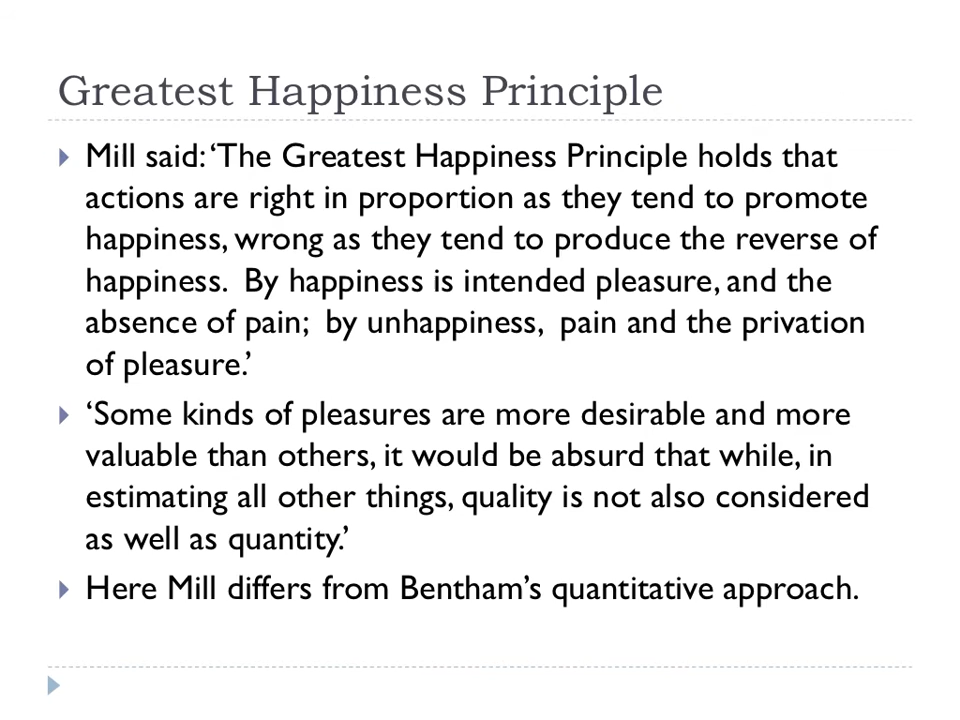 Greatest Happiness Principle
Mill said: ‘The Greatest Happiness Principle holds that
actions are right in proportion as they tend to promote
happiness, wrong as they tend to produce the reverse of
happiness.  By happiness is intended pleasure, and the
absence of pain;  by unhappiness,  pain and the privation
of pleasure.’
‘Some kinds of pleasures are more desirable and more
valuable than others, it would be absurd that while, in
estimating all other things, quality is not also considered
as well as quantity.’
Here Mill differs from Bentham’s quantitative approach.